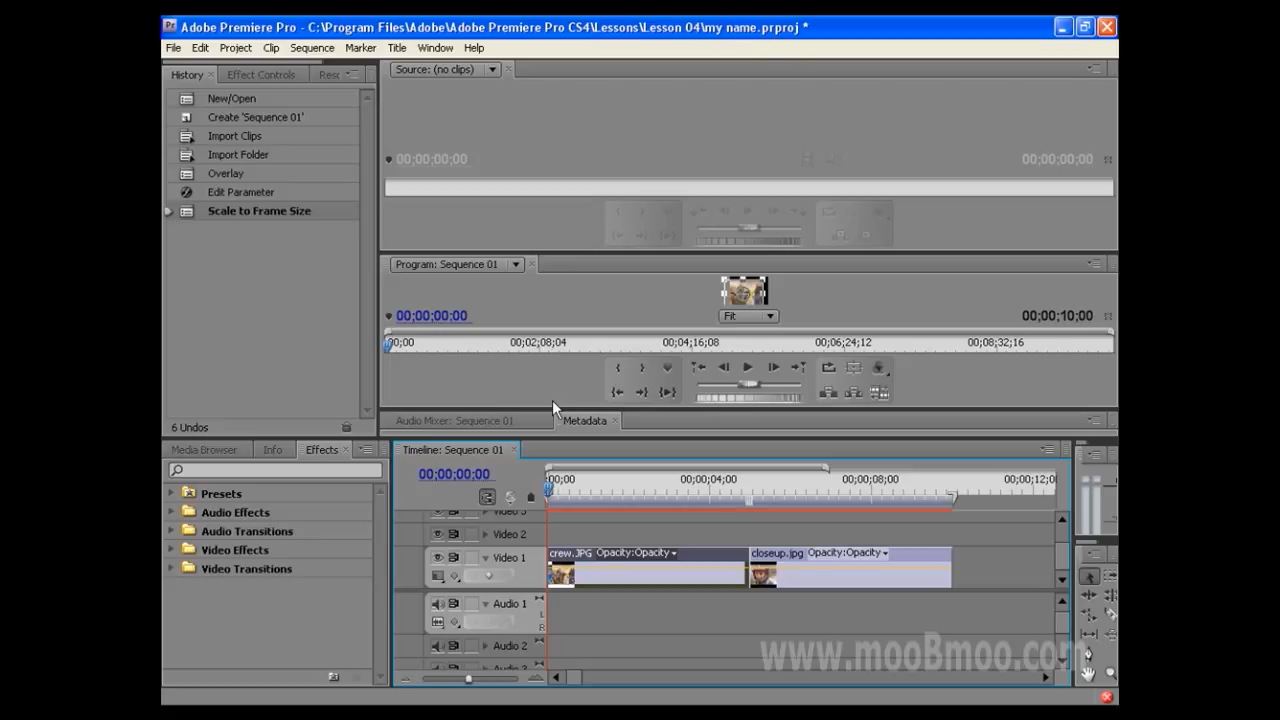 Pr Adobe Premiere Pro - C:\Program Files\Adobe\Adobe Premiere Pro CS4\Lessons\Lesson 04\my name.prproj *
File Edit Project Clip Sequence Marker Title Window Help
History Effect Controls
New/Open
Create 'Sequence 01'
Import Clips
Import Folder
Overlay
Edit Parameter
Scale to Frame Size
6 Undos
Source: (no clips)
00;00;00;00 00;00;00;00
Program: Sequence 01
00;00;00;00 Fit 00;00;10;00
00;00 00;02;08;04 00;04;16;08 00;06;24;12 00;08;32;16
Audio Mixer: Sequence 01 Metadata
Media Browser Info Effects
Presets
Audio Effects
Audio Transitions
Video Effects
Video Transitions
Timeline: Sequence 01
00;00;00;00
00;00 00;00;04;00 00;00;08;00
Video 3
Video 2
Video 1
crew.JPG Opacity:Opacity closeup.jpg Opacity:Opacity
Audio 1
L
R
Audio 2
Audio 3
www.mooBmoo.com